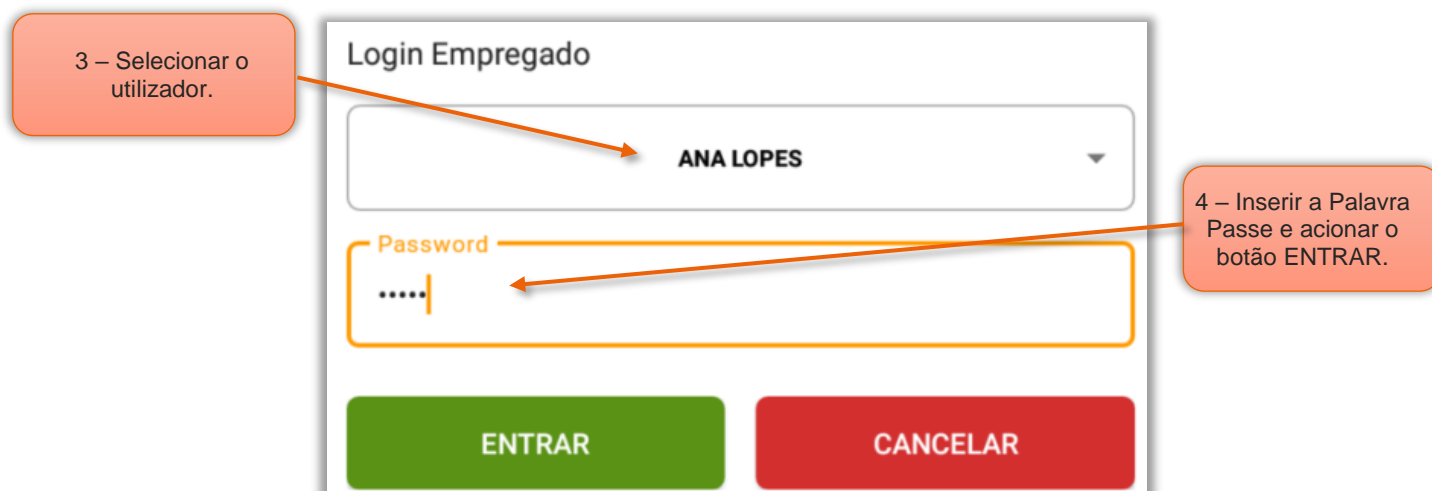 3 – Selecionar o
utilizador.
Login Empregado
ANA LOPES
4 – Inserir a Palavra
Passe e acionar o
botão ENTRAR.
Password
•••••
ENTRAR
CANCELAR